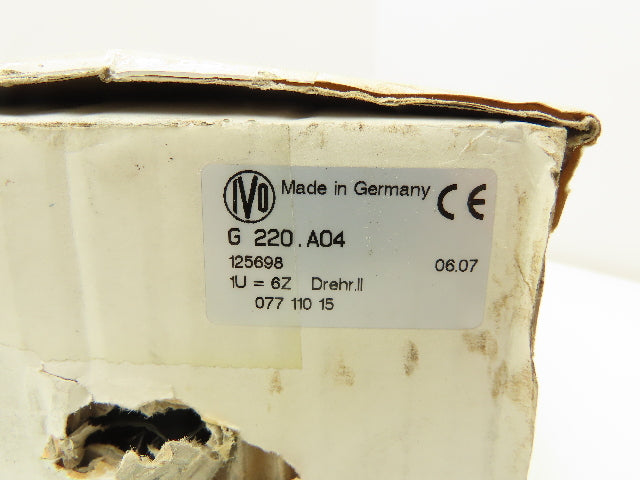 IVO Made in Germany CE
G 220.A04
125698 06.07
1U = 6Z Drehr.II
077 110 15